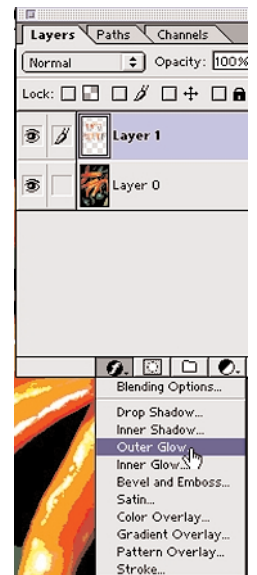 Layers Paths Channels
Normal Opacity: 100%
Lock:
Layer 1
Layer 0
Blending Options...
Drop Shadow...
Inner Shadow...
Outer Glow...
Inner Glow...
Bevel and Emboss...
Satin...
Color Overlay...
Gradient Overlay...
Pattern Overlay...
Stroke...